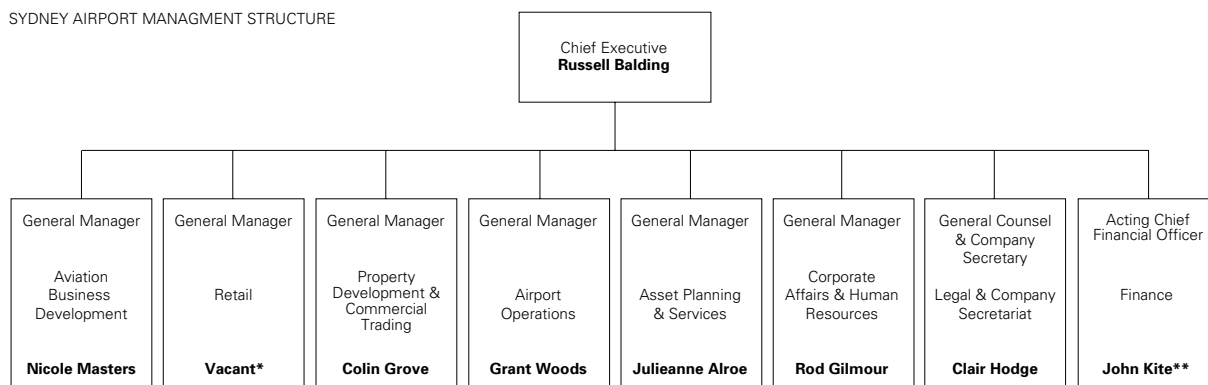 SYDNEY AIRPORT MANAGMENT STRUCTURE
Chief Executive
Russell Balding
General Manager
Aviation
Business
Development
Nicole Masters
General Manager
Retail
Vacant*
General Manager
Property
Development &
Commercial
Trading
Colin Grove
General Manager
Airport
Operations
Grant Woods
General Manager
Asset Planning
& Services
Julieanne Alroe
General Manager
Corporate
Affairs & Human
Resources
Rod Gilmour
General Counsel
& Company
Secretary
Legal & Company
Secretariat
Clair Hodge
Acting Chief
Financial Officer
Finance
John Kite**